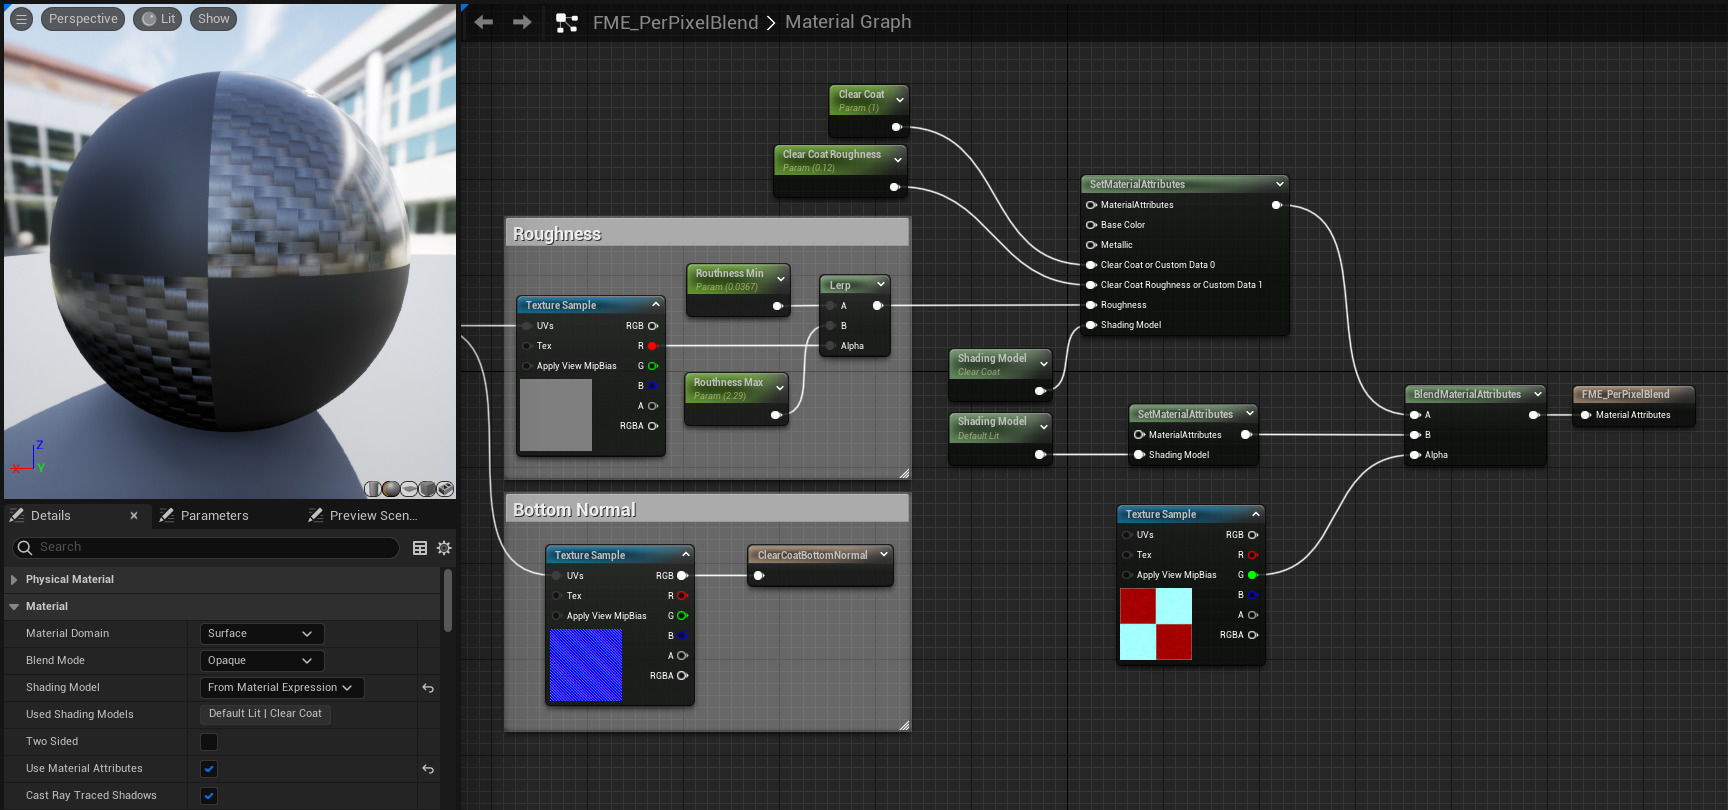 Perspective
Lit
Show
FME_PerPixelBlend > Material Graph
Clear Coat
Param (1)
Clear Coat Roughness
Param (0.12)
Roughness
Texture Sample
UVs
Tex
Apply View MipBias
RGB
R
G
B
A
RGBA
Routhness Min
Param (0.0367)
Routhness Max
Param (2.29)
Lerp
A
B
Alpha
Bottom Normal
Texture Sample
UVs
Tex
Apply View MipBias
RGB
R
G
B
A
RGBA
ClearCoatBottomNormal
SetMaterialAttributes
MaterialAttributes
Base Color
Metallic
Clear Coat or Custom Data 0
Clear Coat Roughness or Custom Data 1
Roughness
Shading Model
Shading Model
Clear Coat
Shading Model
Default Lit
SetMaterialAttributes
MaterialAttributes
Shading Model
Texture Sample
UVs
Tex
Apply View MipBias
RGB
R
G
B
A
RGBA
BlendMaterialAttributes
A
B
Alpha
FME_PerPixelBlend
Material Attributes
Z
X
Y
Details
Parameters
Preview Scen...
Search
Physical Material
Material
Material Domain Surface
Blend Mode Opaque
Shading Model From Material Expression
Used Shading Models Default Lit | Clear Coat
Two Sided
Use Material Attributes
Cast Ray Traced Shadows